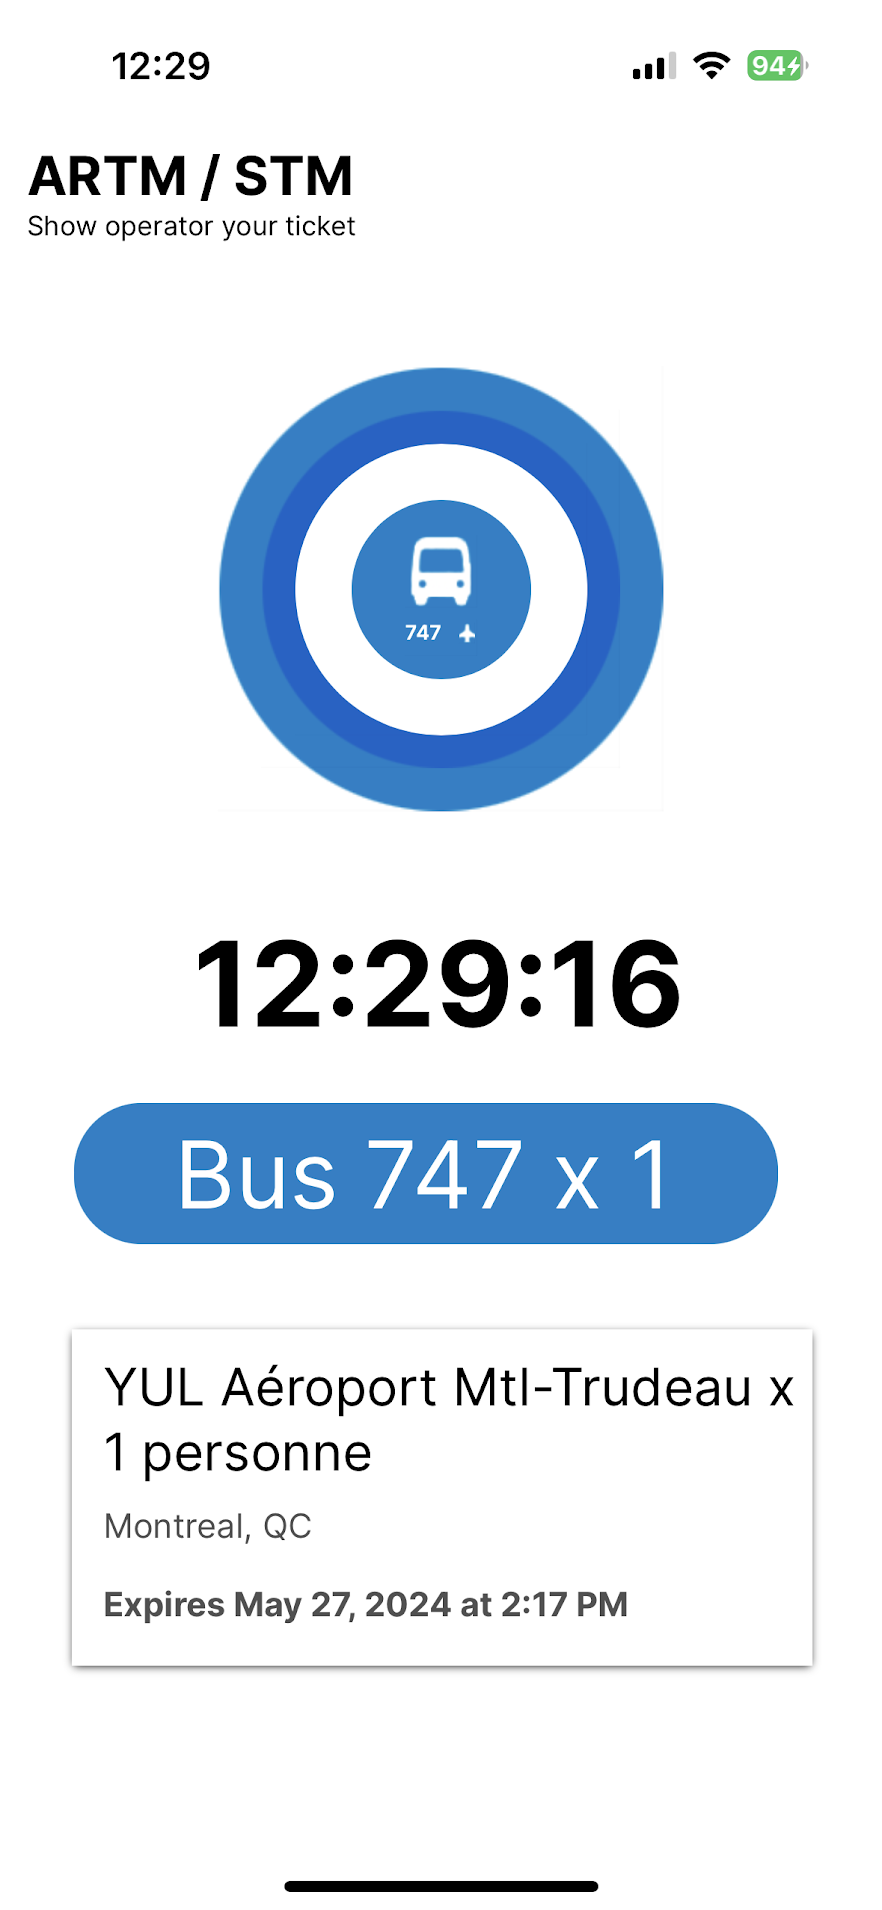 12:29
94
ARTM / STM
Show operator your ticket
747
12:29:16
Bus 747 x 1
YUL Aéroport Mtl-Trudeau x
1 personne
Montreal, QC
Expires May 27, 2024 at 2:17 PM